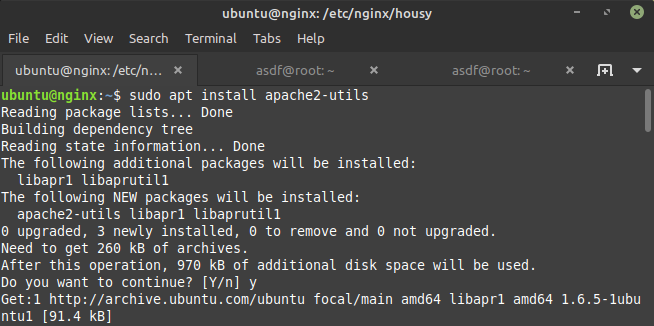 ubuntu@nginx: /etc/nginx/housy
File Edit View Search Terminal Tabs Help
ubuntu@nginx: /etc/n... asdf@root: ~ asdf@root: ~
ubuntu@nginx:~$ sudo apt install apache2-utils
Reading package lists... Done
Building dependency tree
Reading state information... Done
The following additional packages will be installed:
  libapr1 libaprutil1
The following NEW packages will be installed:
  apache2-utils libapr1 libaprutil1
0 upgraded, 3 newly installed, 0 to remove and 0 not upgraded.
Need to get 260 kB of archives.
After this operation, 970 kB of additional disk space will be used.
Do you want to continue? [Y/n] y
Get:1 http://archive.ubuntu.com/ubuntu focal/main amd64 libapr1 amd64 1.6.5-1ubu
ntu1 [91.4 kB]